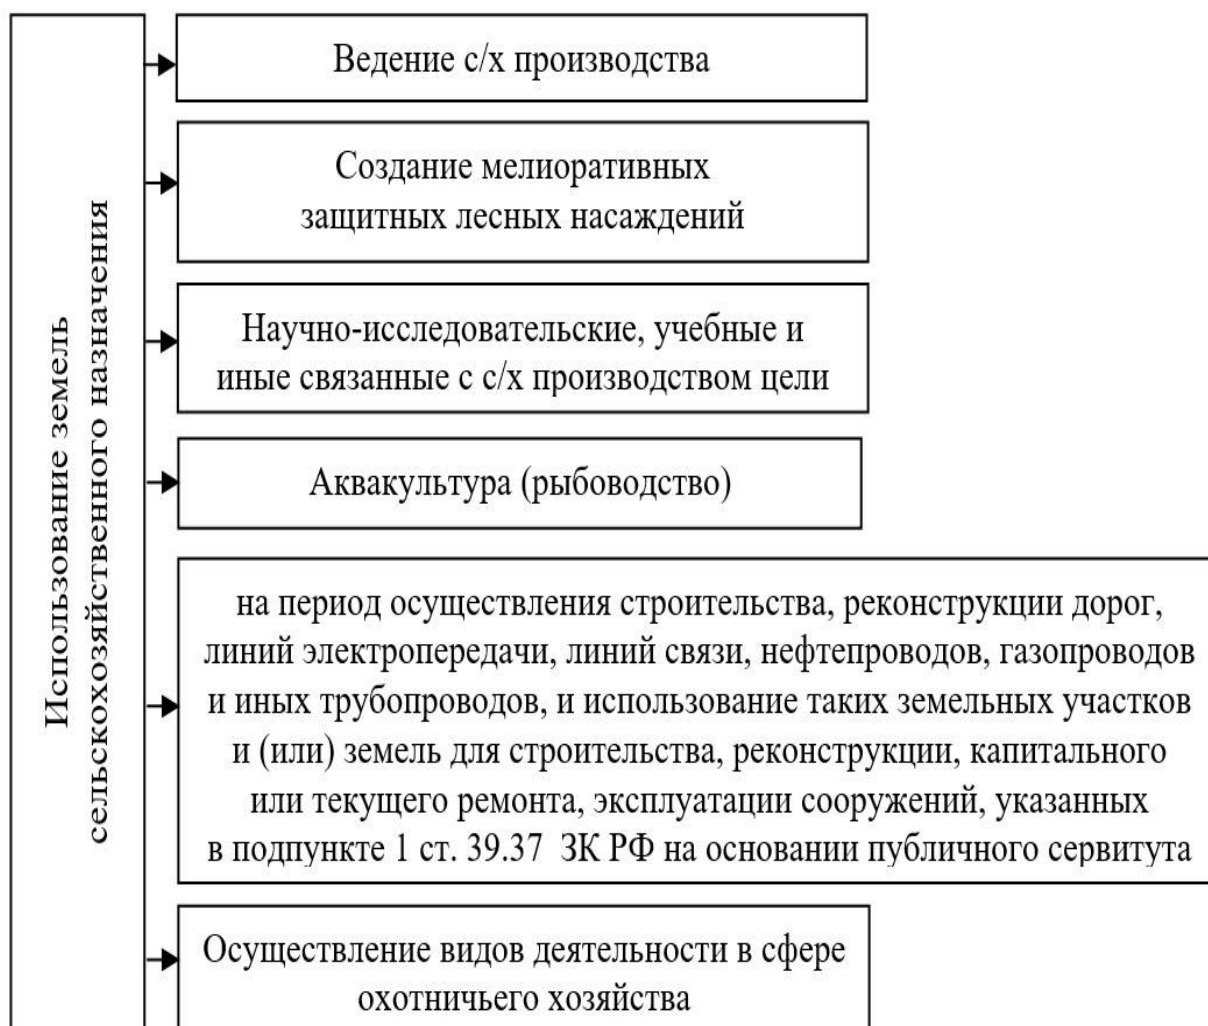 Использование земель
сельскохозяйственного назначения
Ведение с/х производства
Создание мелиоративных
защитных лесных насаждений
Научно-исследовательские, учебные и
иные связанные с с/х производством цели
Аквакультура (рыбоводство)
на период осуществления строительства, реконструкции дорог,
линий электропередачи, линий связи, нефтепроводов, газопроводов
и иных трубопроводов, и использование таких земельных участков
и (или) земель для строительства, реконструкции, капитального
или текущего ремонта, эксплуатации сооружений, указанных
в подпункте 1 ст. 39.37 ЗК РФ на основании публичного сервитута
Осуществление видов деятельности в сфере
охотничьего хозяйства